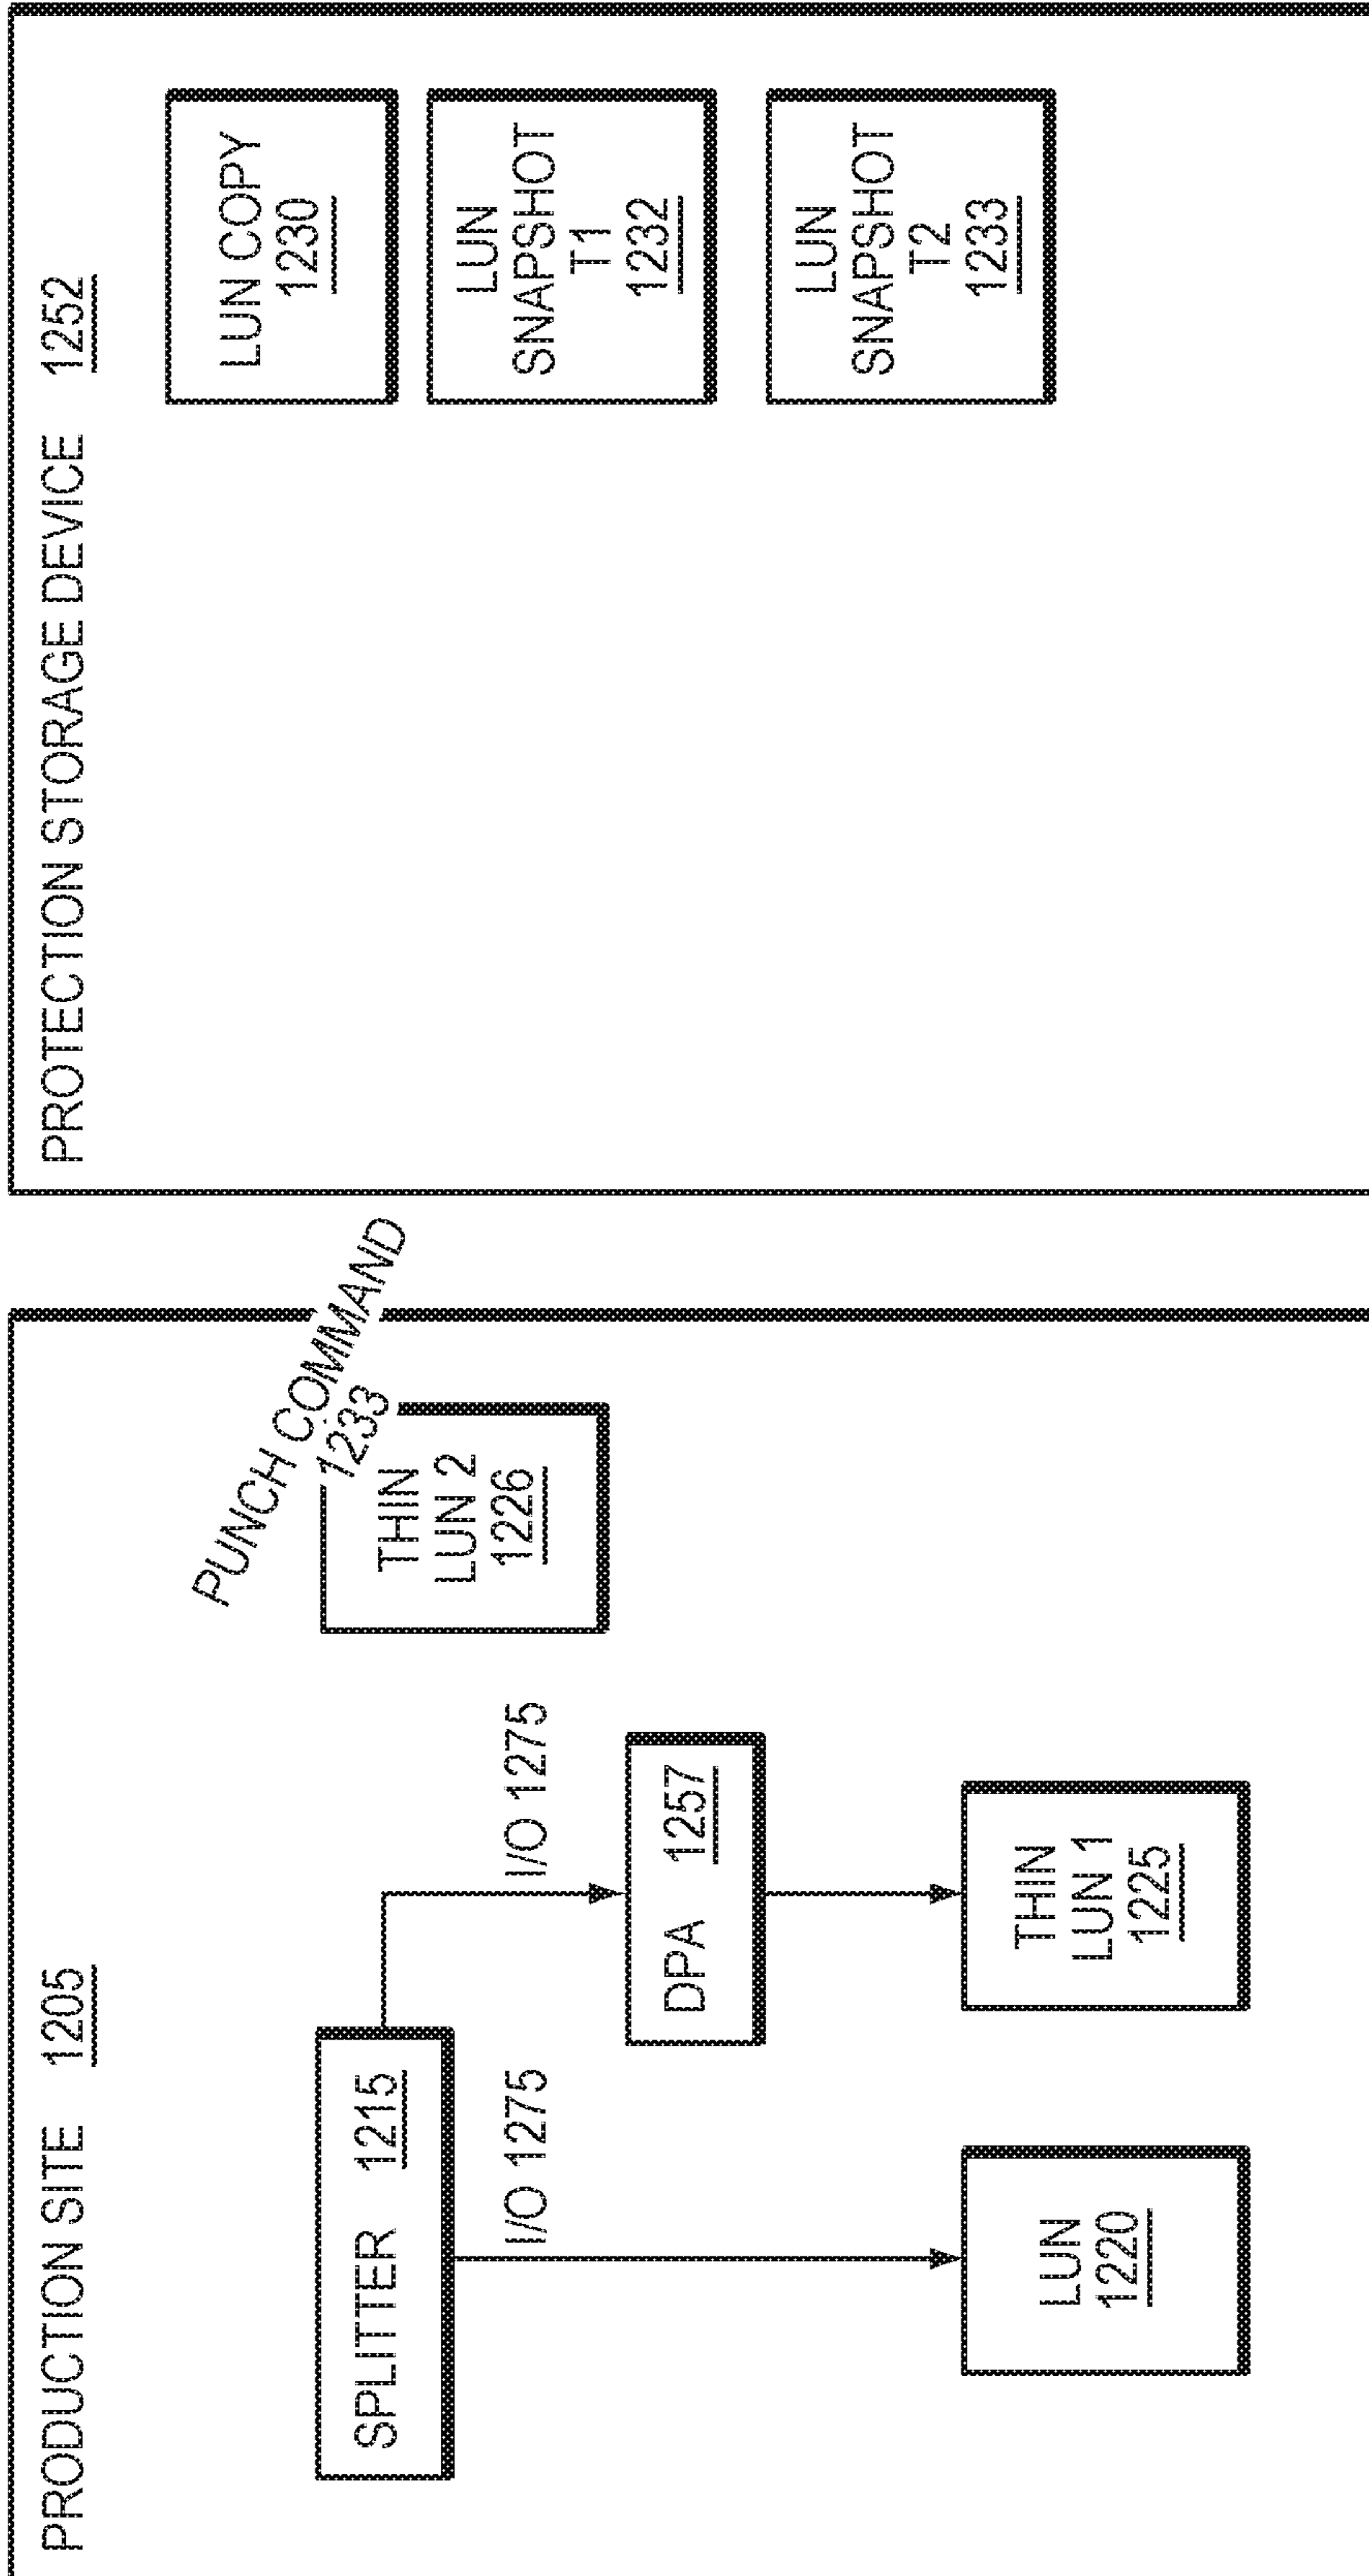 PRODUCTION SITE 1205
SPLITTER 1215
I/O 1275
I/O 1275
DPA 1257
LUN
1220
THIN
LUN 1
1225
PUNCH COMMAND
1233
THIN
LUN 2
1226
PROTECTION STORAGE DEVICE 1252
LUN COPY
1230
LUN
SNAPSHOT
T1
1232
LUN
SNAPSHOT
T2
1233